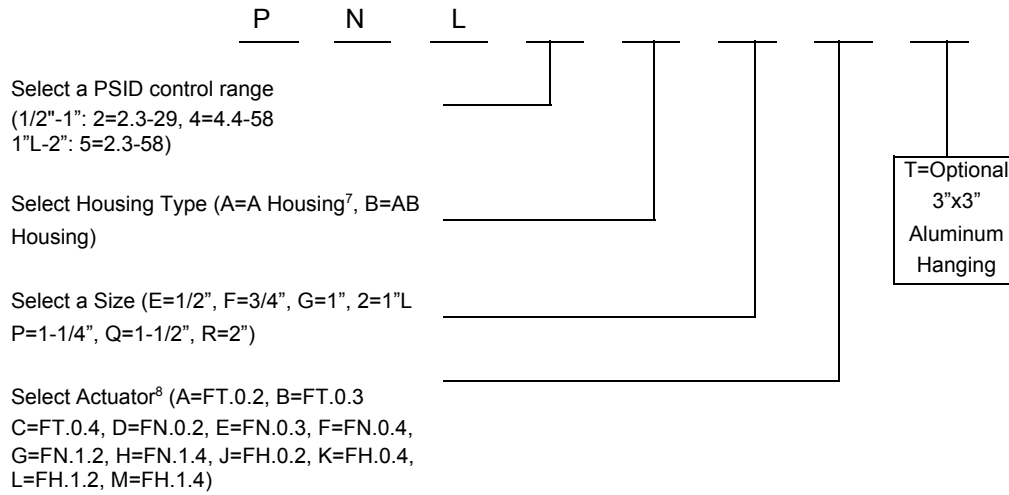 P N L
Select a PSID control range
(1/2"-1”: 2=2.3-29, 4=4.4-58
1”L-2”: 5=2.3-58)
Select Housing Type (A=A Housing⁷, B=AB
Housing)
Select a Size (E=1/2”, F=3/4”, G=1”, 2=1”L
P=1-1/4”, Q=1-1/2”, R=2”)
Select Actuator⁸ (A=FT.0.2, B=FT.0.3
C=FT.0.4, D=FN.0.2, E=FN.0.3, F=FN.0.4,
G=FN.1.2, H=FN.1.4, J=FH.0.2, K=FH.0.4,
L=FH.1.2, M=FH.1.4)
T=Optional
3”x3”
Aluminum
Hanging